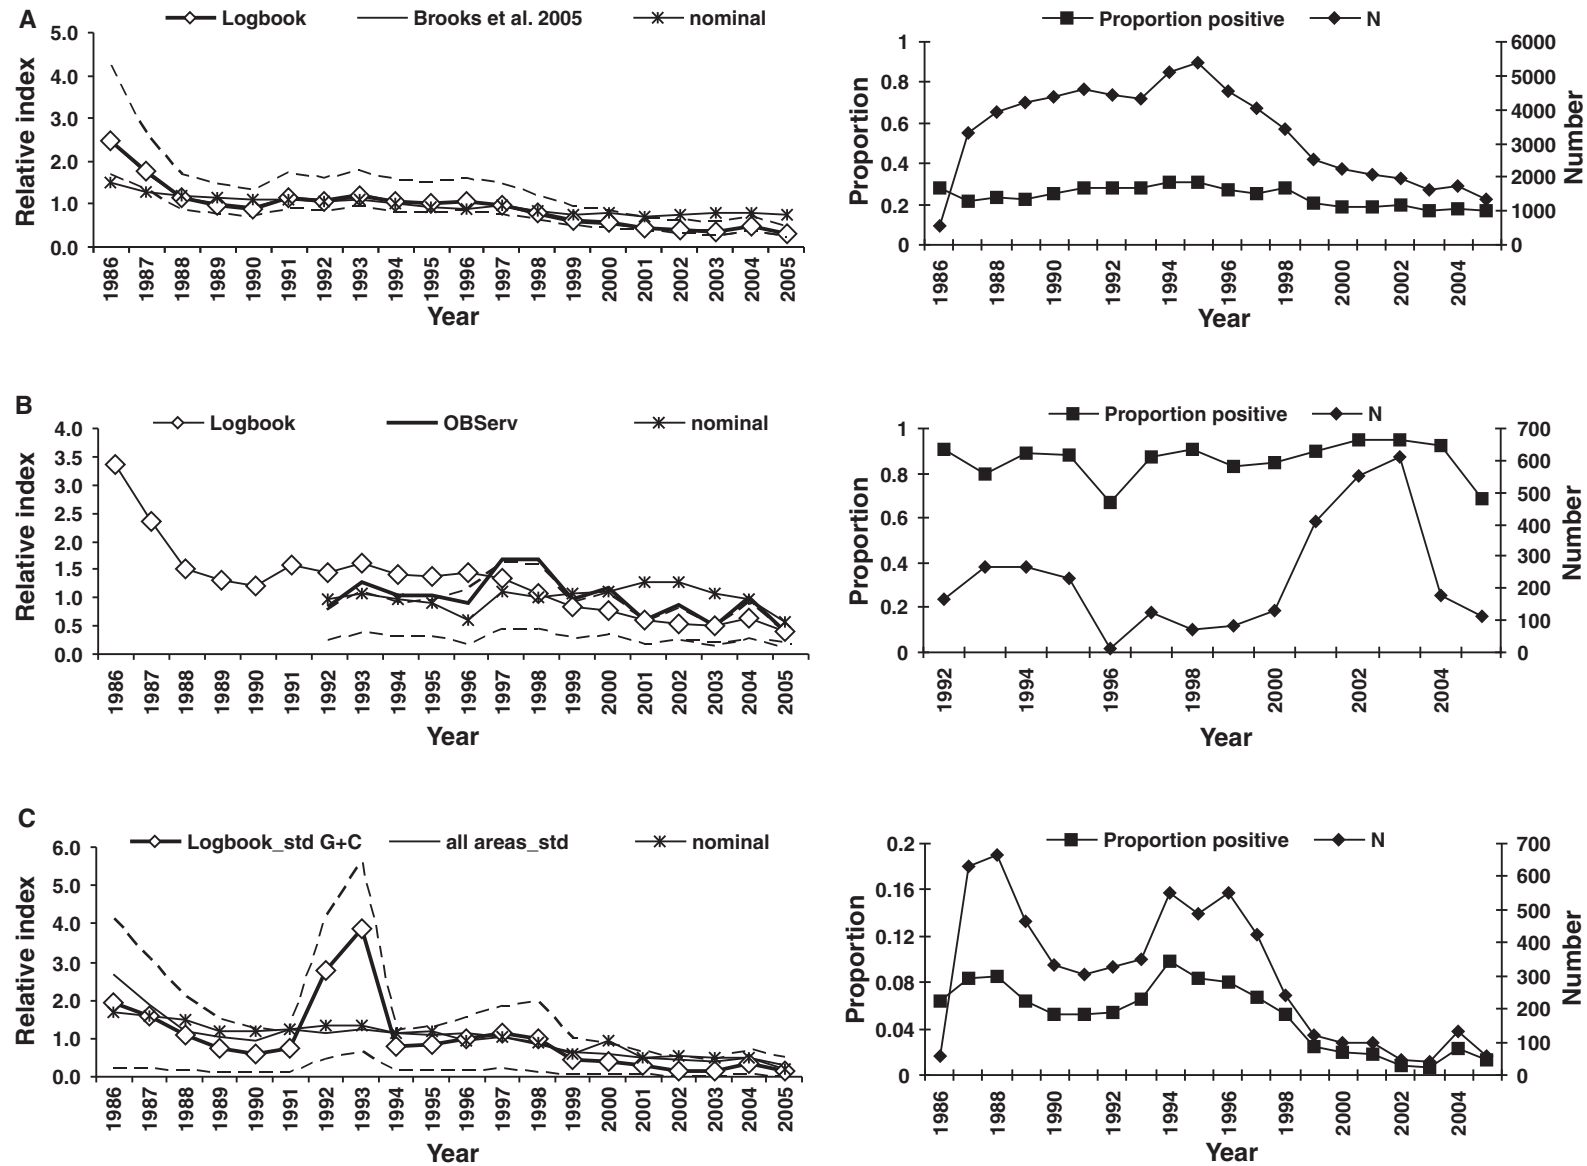 A
Logbook Brooks et al. 2005 nominal
Relative index
5.0
4.0
3.0
2.0
1.0
0.0
1986 1987 1988 1989 1990 1991 1992 1993 1994 1995 1996 1997 1998 1999 2000 2001 2002 2003 2004 2005
Year
Proportion positive N
Proportion
1
0.8
0.6
0.4
0.2
0
6000
5000
4000
3000
2000
1000
0
Number
1986 1988 1990 1992 1994 1996 1998 2000 2002 2004
Year
B
Logbook OBServ nominal
Relative index
4.0
3.5
3.0
2.5
2.0
1.5
1.0
0.5
0.0
1986 1987 1988 1989 1990 1991 1992 1993 1994 1995 1996 1997 1998 1999 2000 2001 2002 2003 2004 2005
Year
Proportion positive N
Proportion
1
0.8
0.6
0.4
0.2
0
700
600
500
400
300
200
100
0
Number
1992 1994 1996 1998 2000 2002 2004
Year
C
Logbook_std G+C all areas_std nominal
Relative index
6.0
5.0
4.0
3.0
2.0
1.0
0.0
1986 1987 1988 1989 1990 1991 1992 1993 1994 1995 1996 1997 1998 1999 2000 2001 2002 2003 2004 2005
Year
Proportion positive N
Proportion
0.2
0.16
0.12
0.08
0.04
0
700
600
500
400
300
200
100
0
Number
1986 1988 1990 1992 1994 1996 1998 2000 2002 2004
Year